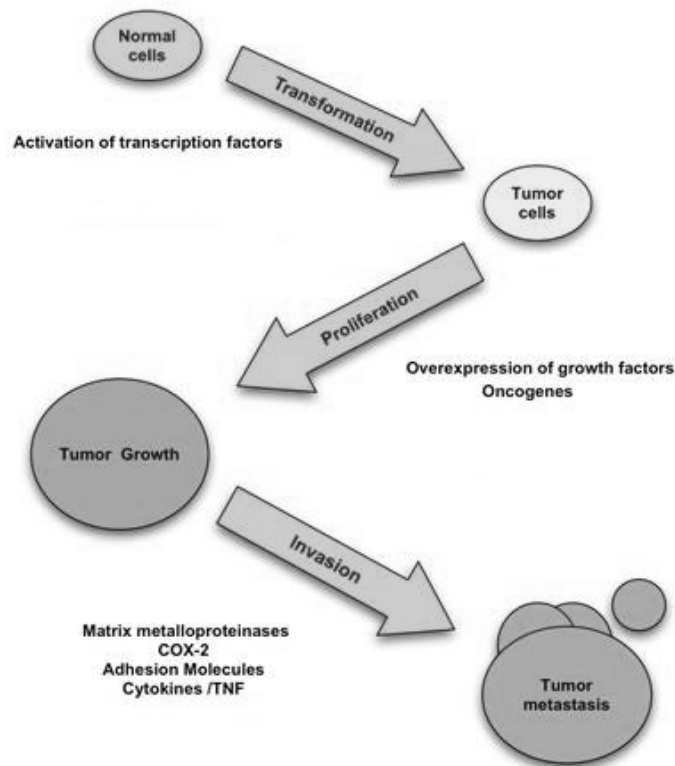 Normal
cells
Transformation
Activation of transcription factors
Tumor
cells
Proliferation
Overexpression of growth factors
Oncogenes
Tumor Growth
Invasion
Matrix metalloproteinases
COX-2
Adhesion Molecules
Cytokines /TNF
Tumor
metastasis